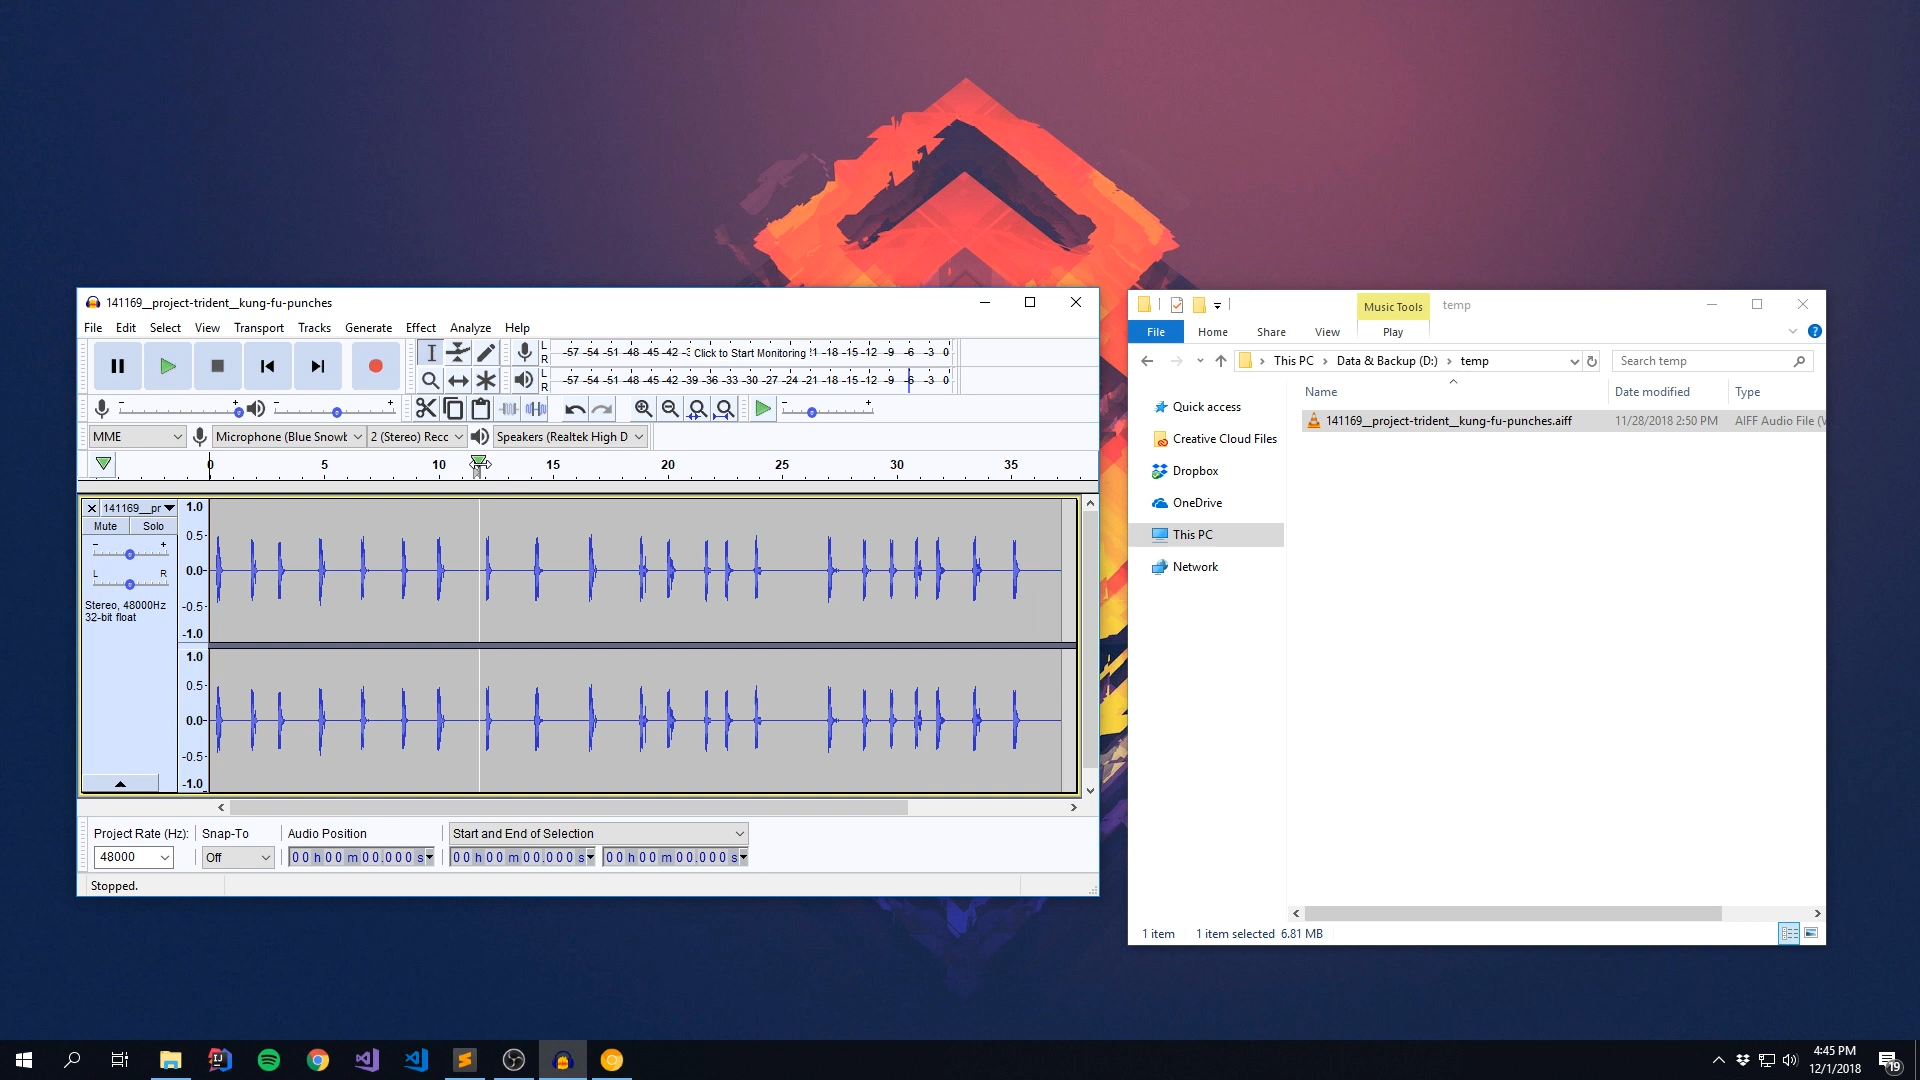 141169__project-trident__kung-fu-punches
File Edit Select View Transport Tracks Generate Effect Analyze Help
L
R
-57 -54 -51 -48 -45 -42 Click to Start Monitoring -18 -15 -12 -9 -6 -3 0
L
R
-57 -54 -51 -48 -45 -42 -39 -36 -33 -30 -27 -24 -21 -18 -15 -12 -9 -6 -3 0
MME Microphone (Blue Snowb 2 (Stereo) Recc Speakers (Realtek High D
0 5 10 15 20 25 30 35
141169__pr
Mute Solo
L R
Stereo, 48000Hz
32-bit float
1.0
0.5
0.0
-0.5
-1.0
1.0
0.5
0.0
-0.5
-1.0
Project Rate (Hz): Snap-To Audio Position Start and End of Selection
48000 Off 00 h 00 m 00.000 s 00 h 00 m 00.000 s 00 h 00 m 00.000 s
Stopped.
Music Tools temp
File Home Share View Play
This PC Data & Backup (D:) temp Search temp
Name Date modified Type
141169__project-trident__kung-fu-punches.aiff 11/28/2018 2:50 PM AIFF Audio File (V
Quick access
Creative Cloud Files
Dropbox
OneDrive
This PC
Network
1 item 1 item selected 6.81 MB
4:45 PM
12/1/2018
19